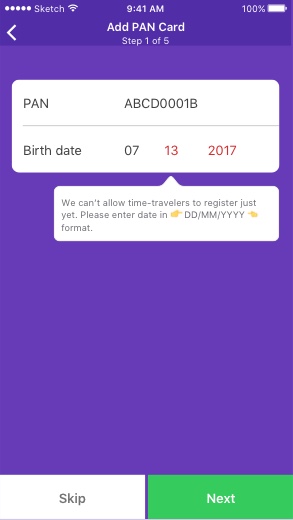 Sketch 9:41 AM 100%
Add PAN Card
Step 1 of 5
PAN ABCD0001B
Birth date 07 13 2017
We can't allow time-travelers to register just
yet. Please enter date in 👉 DD/MM/YYYY 👈
format.
Skip Next